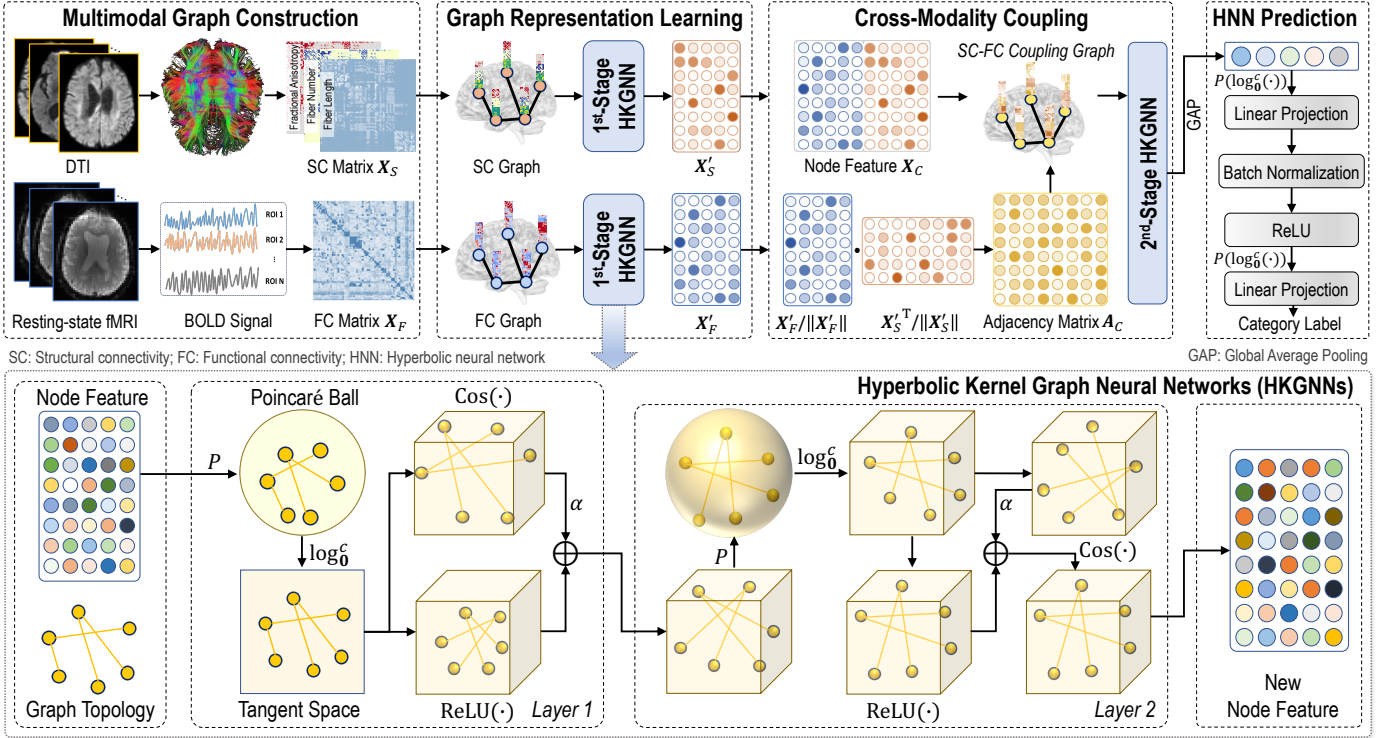 Multimodal Graph Construction
DTI
Fractional Anisotropy
Fiber Number
Fiber Length
SC Matrix X_S
Resting-state fMRI
ROI 1
ROI 2
⋮
ROI N
BOLD Signal
FC Matrix X_F
Graph Representation Learning
SC Graph
1st-Stage
HKGNN
X′_S
FC Graph
1st-Stage
HKGNN
X′_F
Cross-Modality Coupling
SC-FC Coupling Graph
Node Feature X_C
X′_F/||X′_F||
X′_S^T/||X′_S||
Adjacency Matrix A_C
2nd-Stage HKGNN
GAP
HNN Prediction
P(log_0^c(·))
Linear Projection
Batch Normalization
ReLU
P(log_0^c(·))
Linear Projection
Category Label
SC: Structural connectivity; FC: Functional connectivity; HNN: Hyperbolic neural network
GAP: Global Average Pooling
Hyperbolic Kernel Graph Neural Networks (HKGNNs)
Node Feature
Graph Topology
P
Poincaré Ball
log_0^c
Tangent Space
Cos(·)
α
ReLU(·)
Layer 1
P
log_0^c
α
Cos(·)
ReLU(·)
Layer 2
New
Node Feature